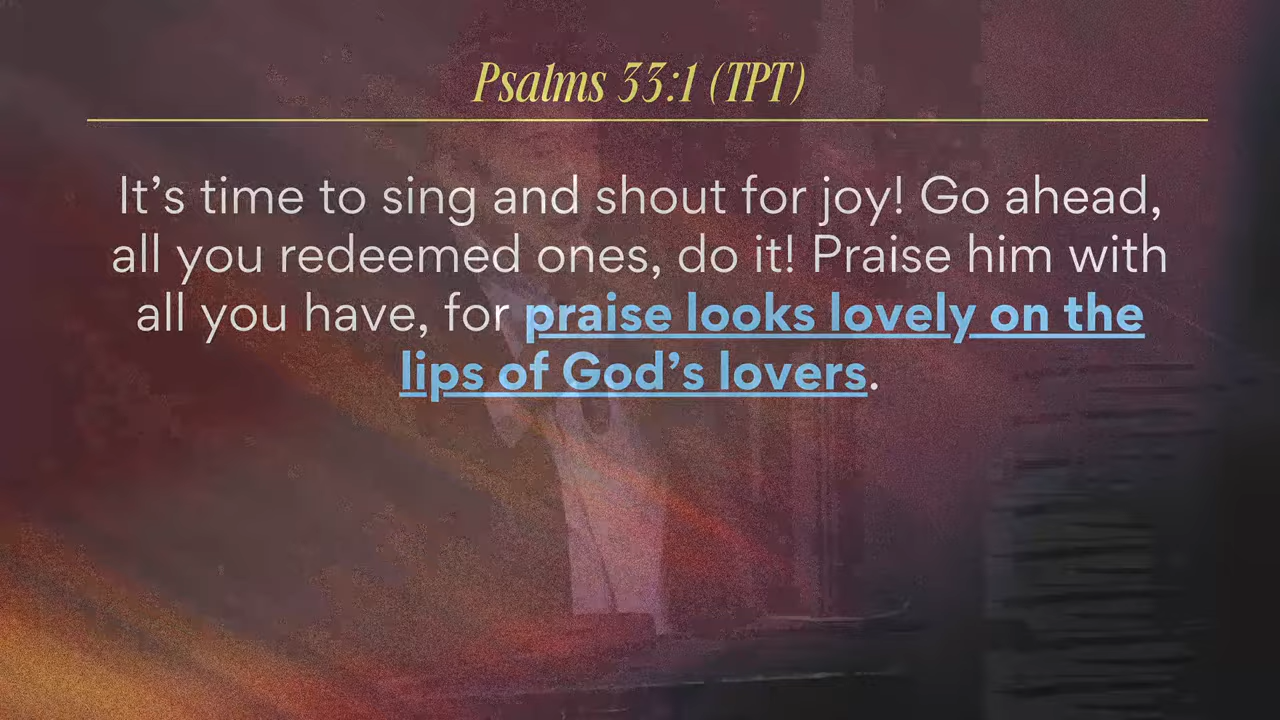 Psalms 33:1 (TPT)
It’s time to sing and shout for joy! Go ahead,
all you redeemed ones, do it! Praise him with
all you have, for praise looks lovely on the
lips of God’s lovers.